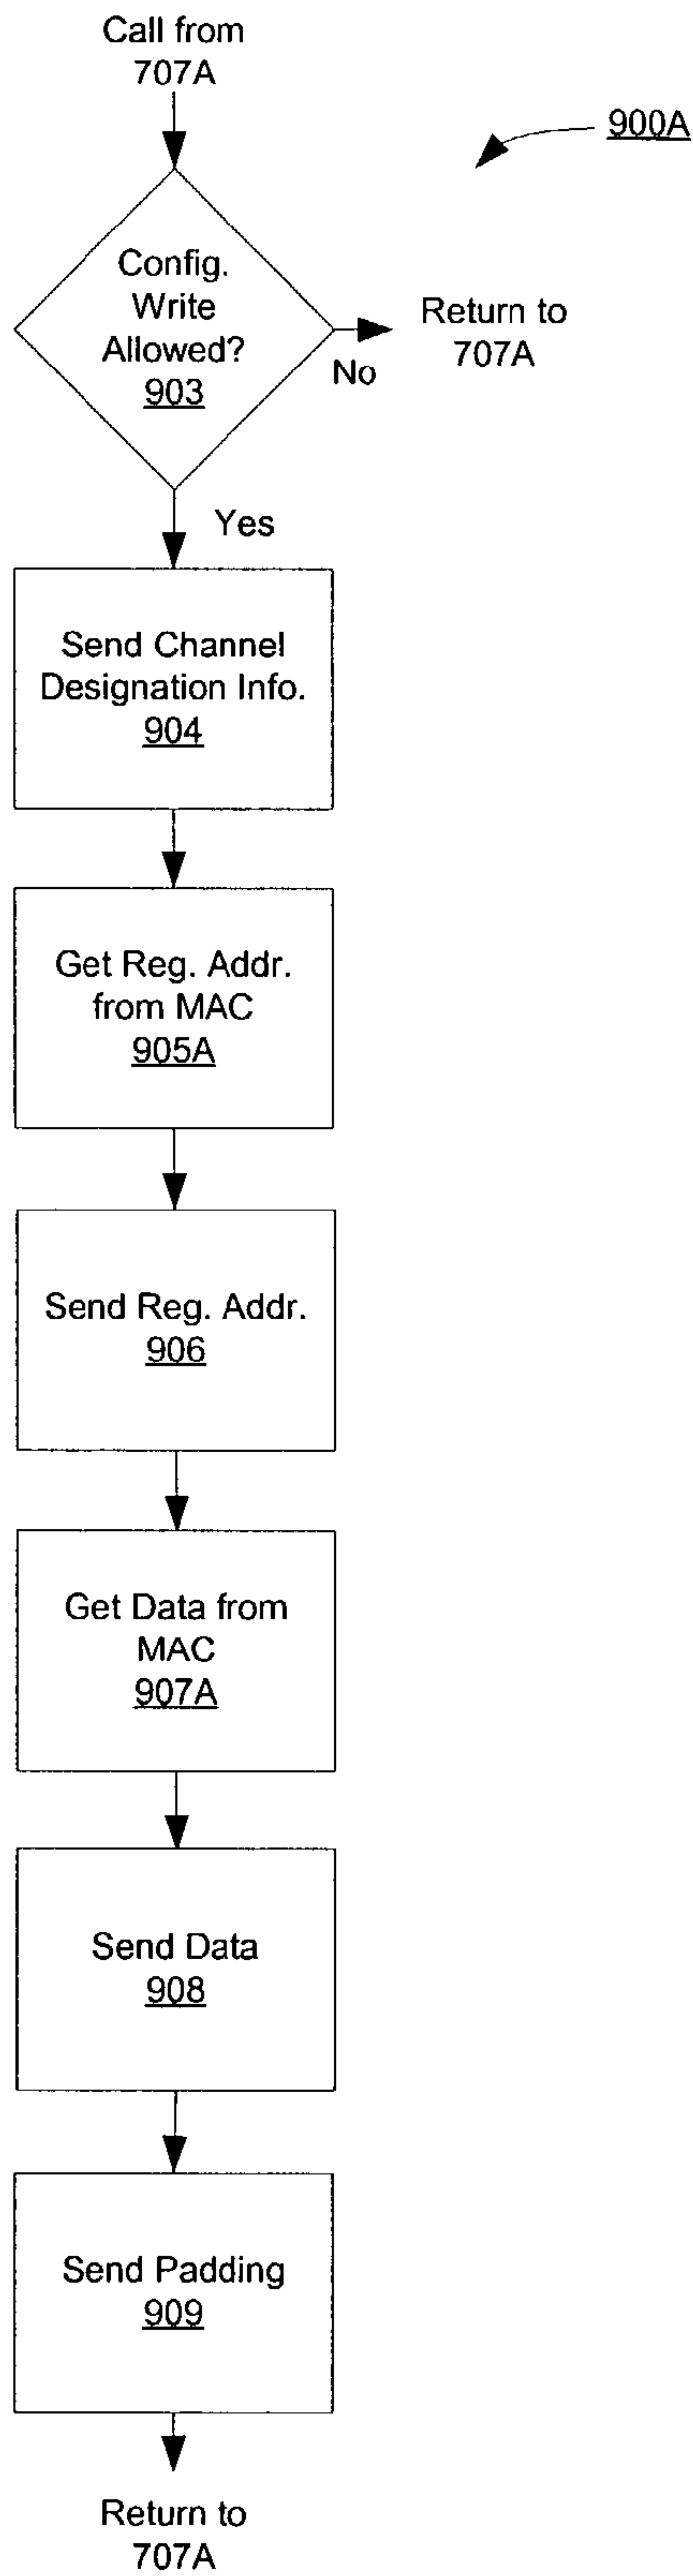 Call from
707A
900A
Config.
Write
Allowed?
903
Return to
707A
No
Yes
Send Channel
Designation Info.
904
Get Reg. Addr.
from MAC
905A
Send Reg. Addr.
906
Get Data from
MAC
907A
Send Data
908
Send Padding
909
Return to
707A